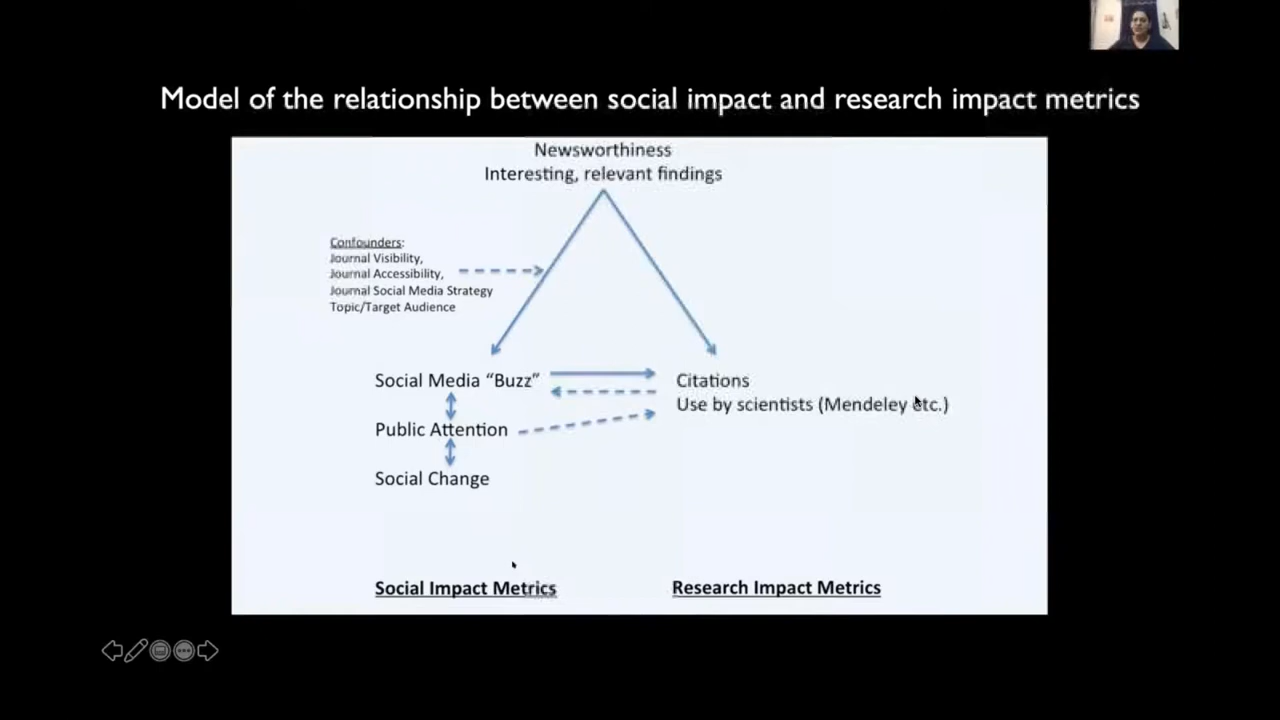 Model of the relationship between social impact and research impact metrics
Newsworthiness
Interesting, relevant findings
Confounders:
Journal Visibility,
Journal Accessibility,
Journal Social Media Strategy
Topic/Target Audience
Social Media “Buzz”
Citations
Use by scientists (Mendeley etc.)
Public Attention
Social Change
Social Impact Metrics
Research Impact Metrics